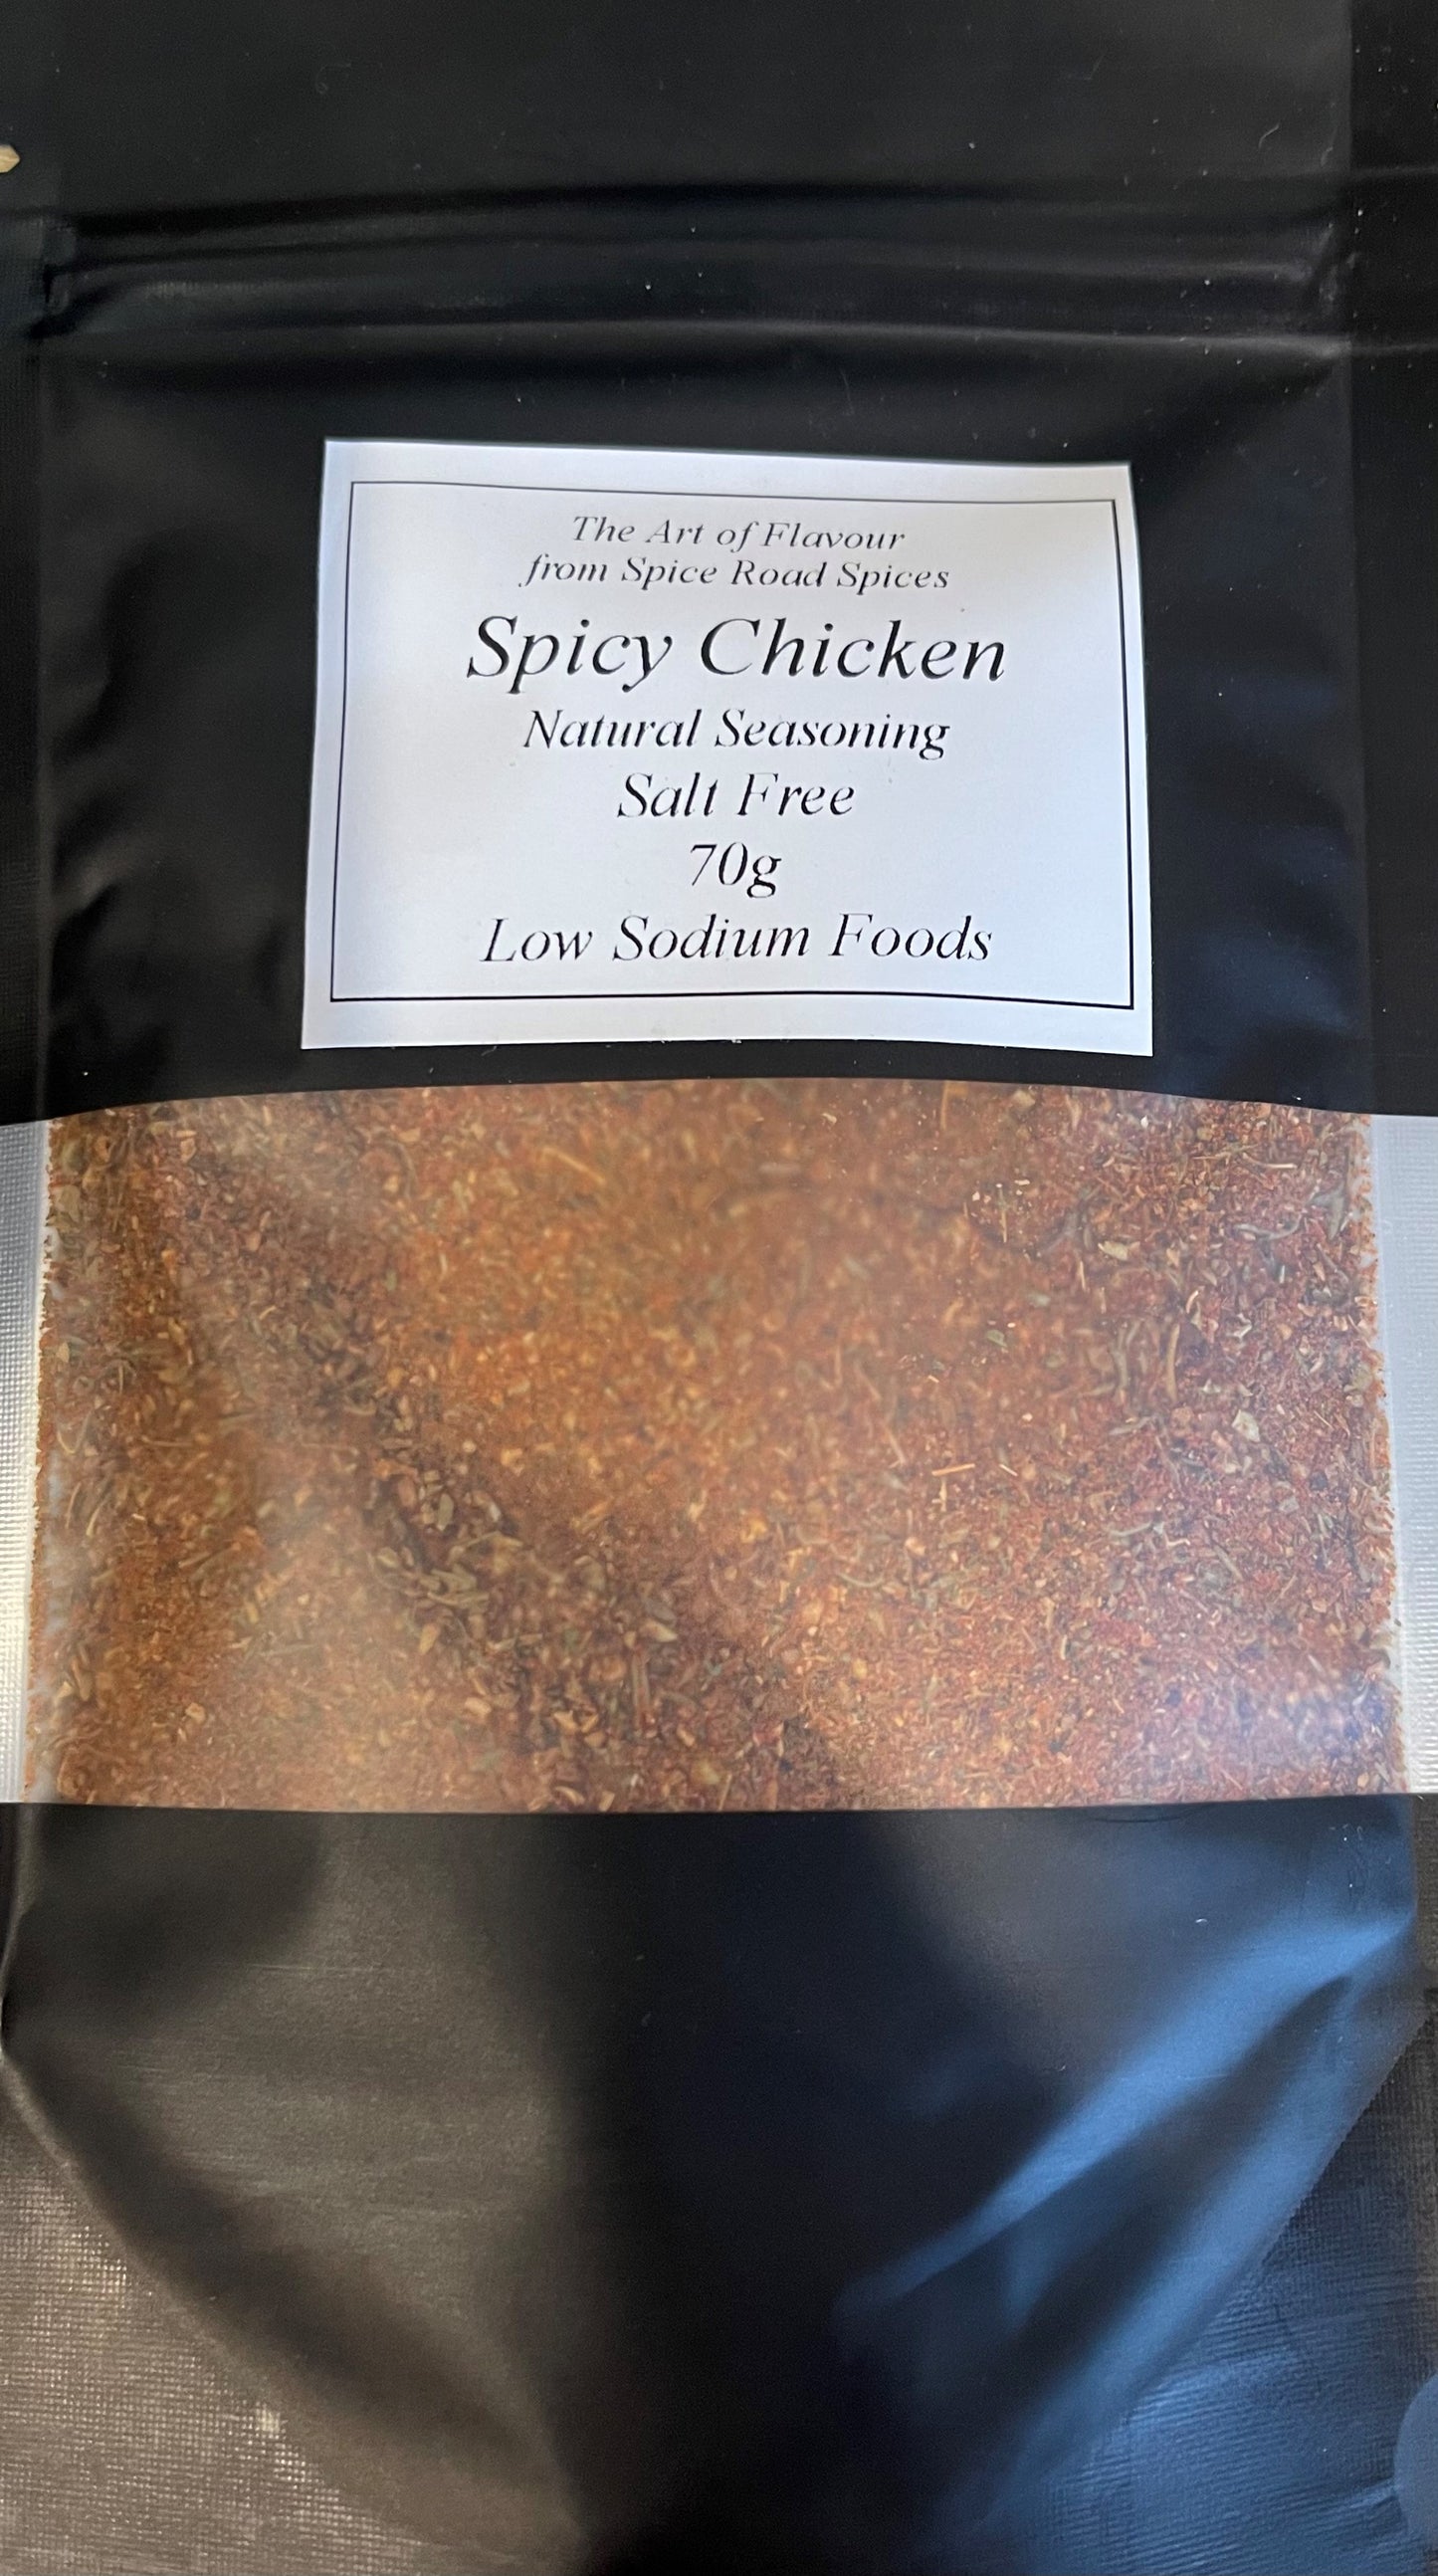 The Art of Flavour
from Spice Road Spices
Spicy Chicken
Natural Seasoning
Salt Free
70g
Low Sodium Foods